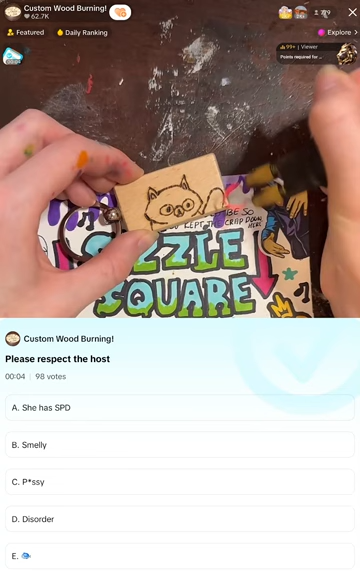 Custom Wood Burning!
62.7K
Featured
Daily Ranking
Explore >
99+ | Viewer
Points required for ...
BE SO
KEPT THE CRISP DOWN
HERE
ZZLE
SQUARE
Custom Wood Burning!
Please respect the host
00:04 | 98 votes
A. She has SPD
B. Smelly
C. P*ssy
D. Disorder
E.